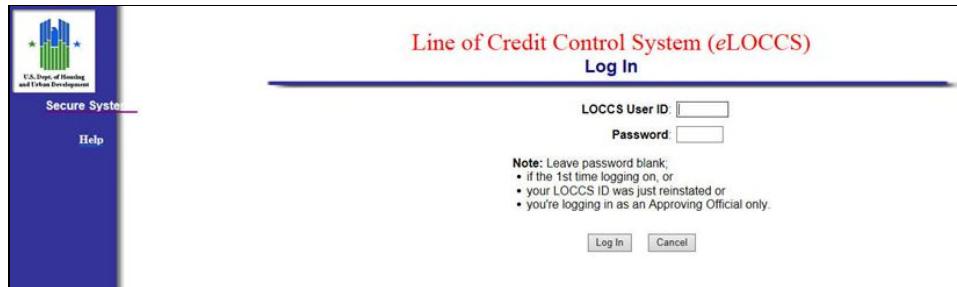 U.S. Dept. of Housing
and Urban Development
Secure Syste
Help
Line of Credit Control System (eLOCCS)
Log In
LOCCS User ID:
Password:
Note: Leave password blank;
• if the 1st time logging on, or
• your LOCCS ID was just reinstated or
• you're logging in as an Approving Official only.
Log In Cancel